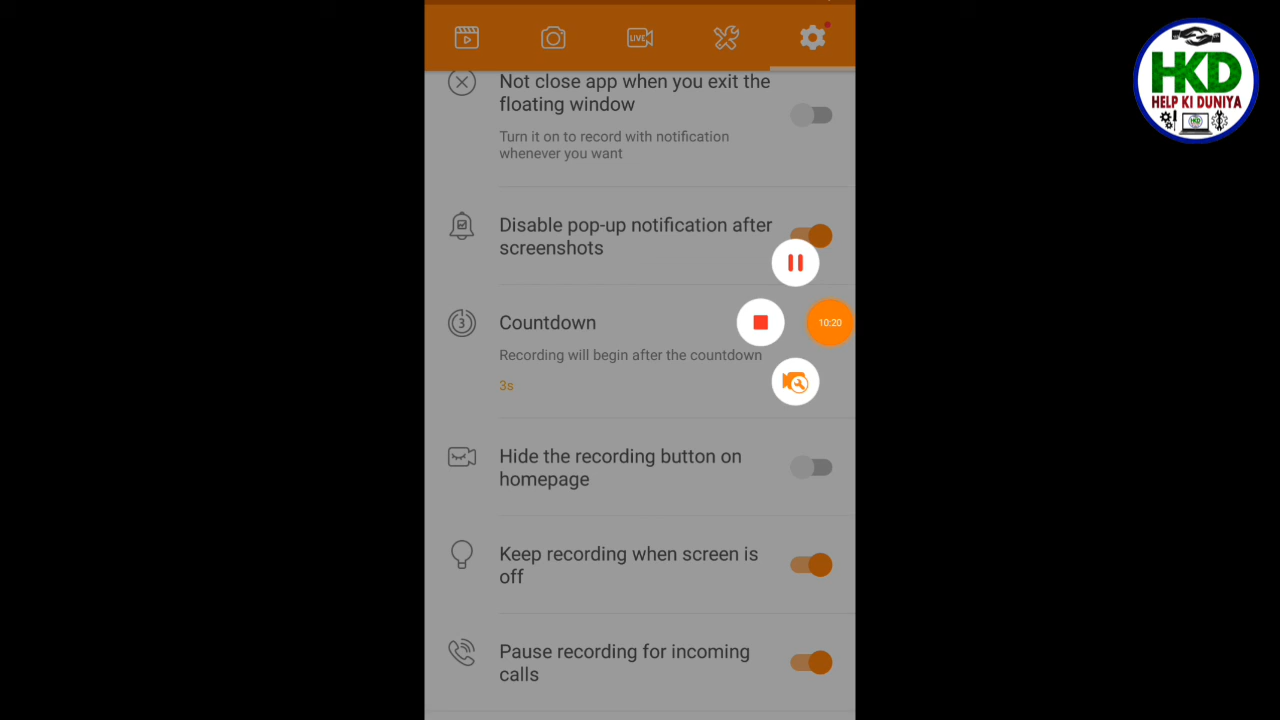 LIVE
Not close app when you exit the
floating window
Turn it on to record with notification
whenever you want
Disable pop-up notification after
screenshots
3
Countdown
Recording will begin after the countdown
3s
10:20
Hide the recording button on
homepage
Keep recording when screen is
off
Pause recording for incoming
calls
HKD
HELP KI DUNIYA
HKD